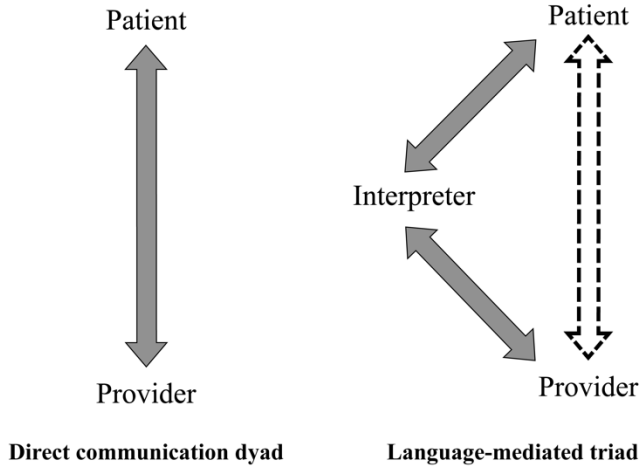 Patient
Provider
Direct communication dyad
Patient
Interpreter
Provider
Language-mediated triad